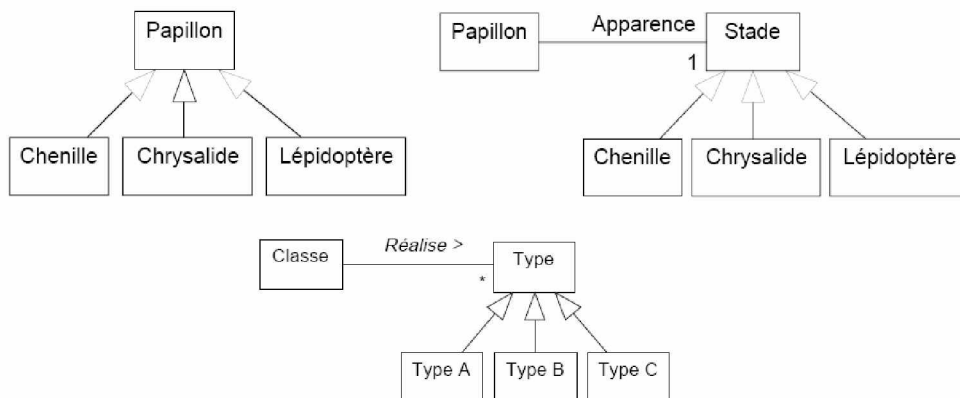 Papillon
Chenille Chrysalide Lépidoptère
Papillon Apparence Stade
1
Chenille Chrysalide Lépidoptère
Classe Réalise > Type
*
Type A Type B Type C